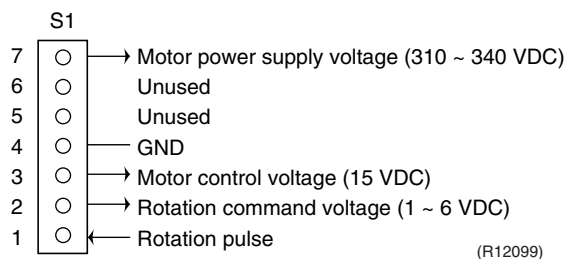 S1
7 Motor power supply voltage (310 ~ 340 VDC)
6 Unused
5 Unused
4 GND
3 Motor control voltage (15 VDC)
2 Rotation command voltage (1 ~ 6 VDC)
1 Rotation pulse
(R12099)